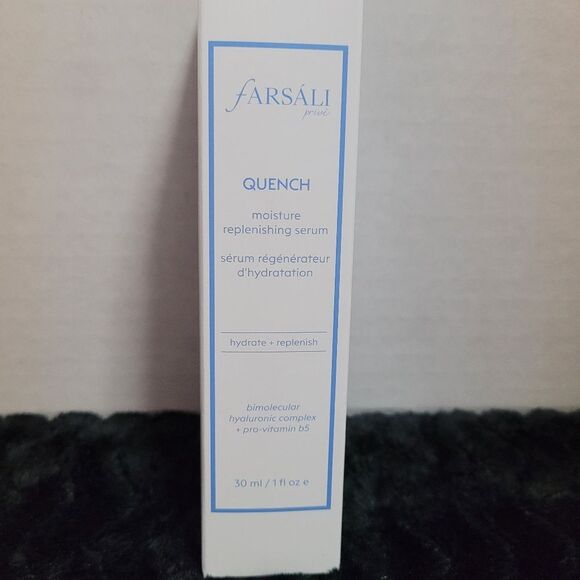 fARSÁLI
privé
QUENCH
moisture
replenishing serum
sérum régénérateur
d'hydratation
hydrate + replenish
bimolecular
hyaluronic complex
+ pro-vitamin b5
30 ml / 1 fl oz e